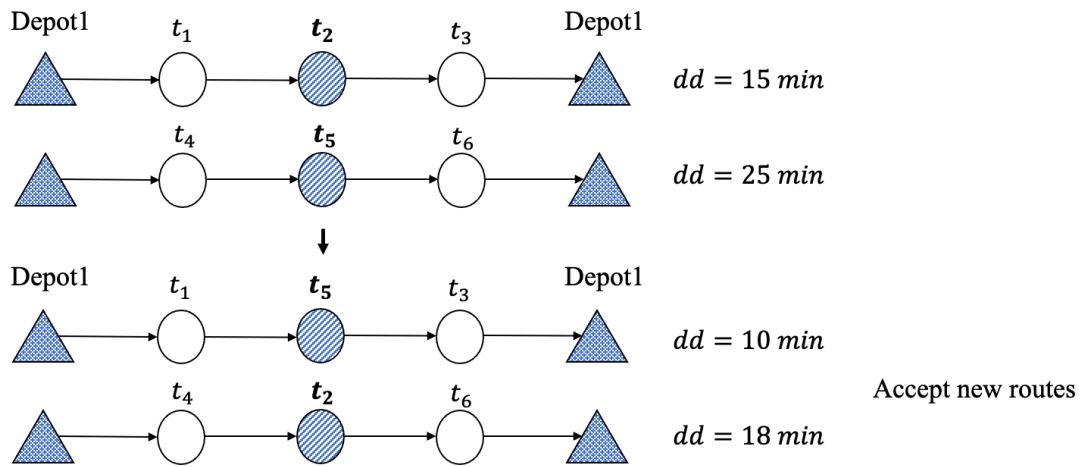 Depot1 t₁ t₂ t₃ Depot1
dd = 15 min
t₄ t₅ t₆
dd = 25 min
Depot1 t₁ t₅ t₃ Depot1
dd = 10 min
t₄ t₂ t₆
Accept new routes
dd = 18 min